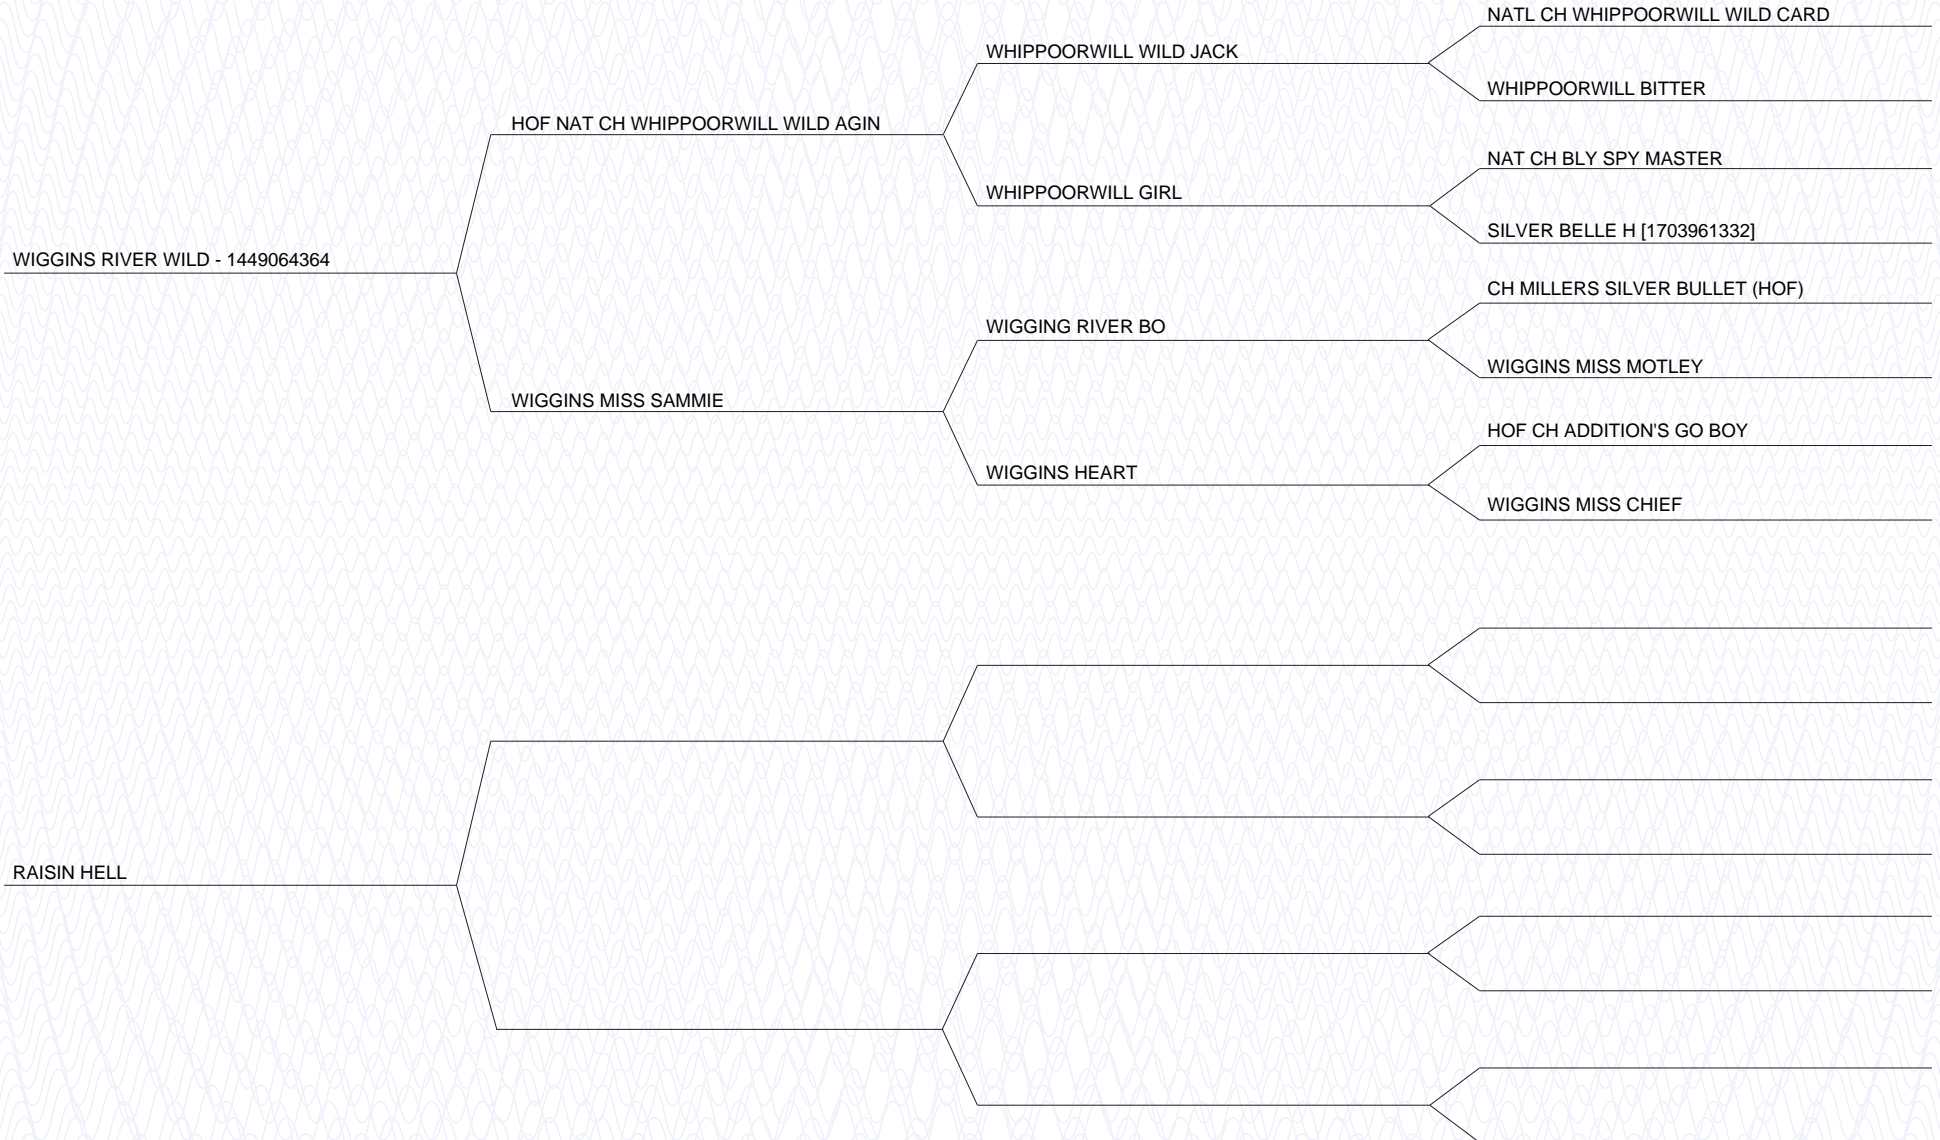 NATL CH WHIPPOORWILL WILD CARD
WHIPPOORWILL WILD JACK
WHIPPOORWILL BITTER
HOF NAT CH WHIPPOORWILL WILD AGIN
NAT CH BLY SPY MASTER
WHIPPOORWILL GIRL
SILVER BELLE H [1703961332]
WIGGINS RIVER WILD - 1449064364
CH MILLERS SILVER BULLET (HOF)
WIGGING RIVER BO
WIGGINS MISS MOTLEY
WIGGINS MISS SAMMIE
HOF CH ADDITION'S GO BOY
WIGGINS HEART
WIGGINS MISS CHIEF
RAISIN HELL